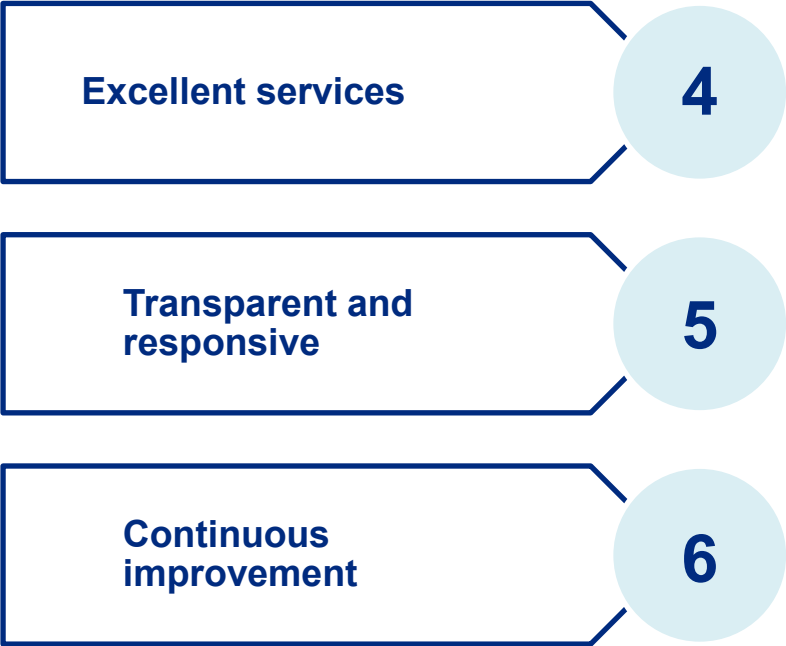 Excellent services
4
Transparent and
responsive
5
Continuous
improvement
6